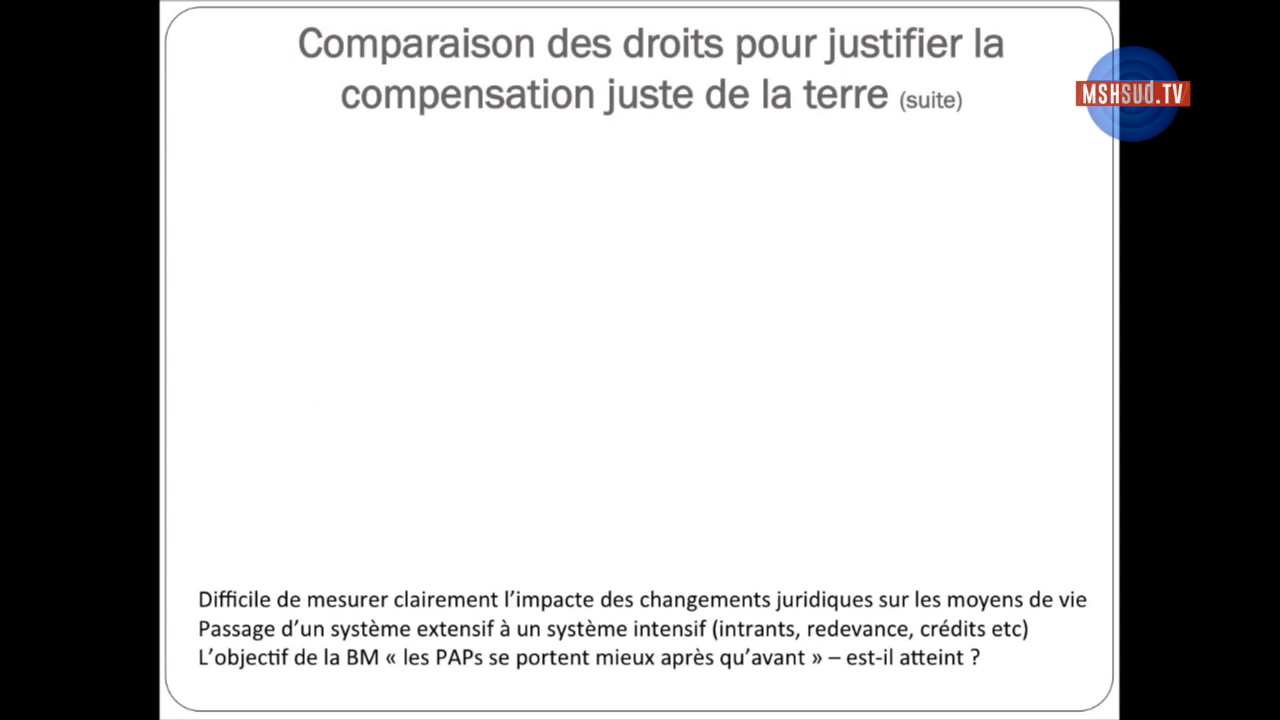 Comparaison des droits pour justifier la
compensation juste de la terre (suite)
MSHSUD.TV
Difficile de mesurer clairement l'impacte des changements juridiques sur les moyens de vie
Passage d'un système extensif à un système intensif (intrants, redevance, crédits etc)
L'objectif de la BM « les PAPs se portent mieux après qu'avant » – est-il atteint ?